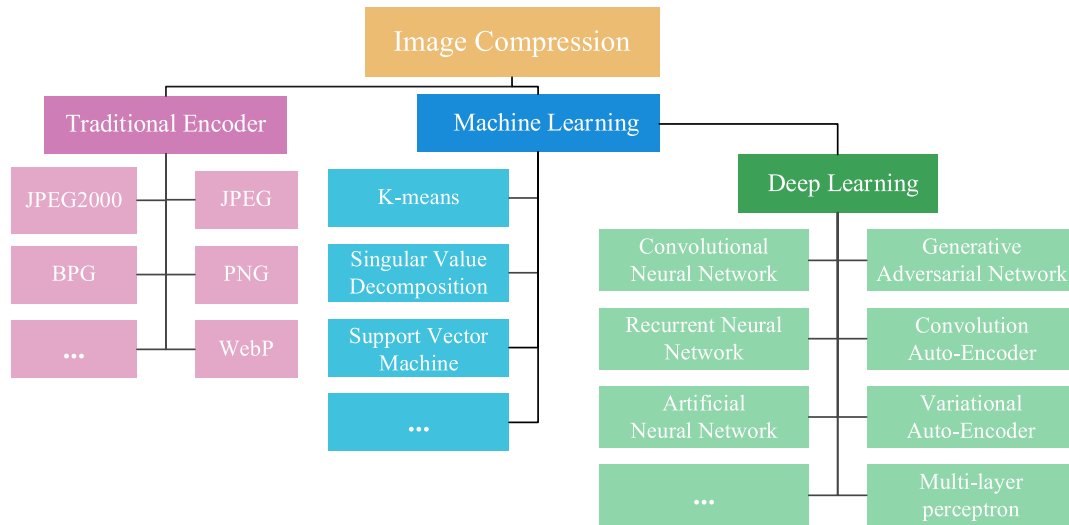 Image Compression
Traditional Encoder
Machine Learning
Deep Learning
JPEG2000
JPEG
BPG
PNG
...
WebP
K-means
Singular Value
Decomposition
Support Vector
Machine
...
Convolutional
Neural Network
Generative
Adversarial Network
Recurrent Neural
Network
Convolution
Auto-Encoder
Artificial
Neural Network
Variational
Auto-Encoder
...
Multi-layer
perceptron